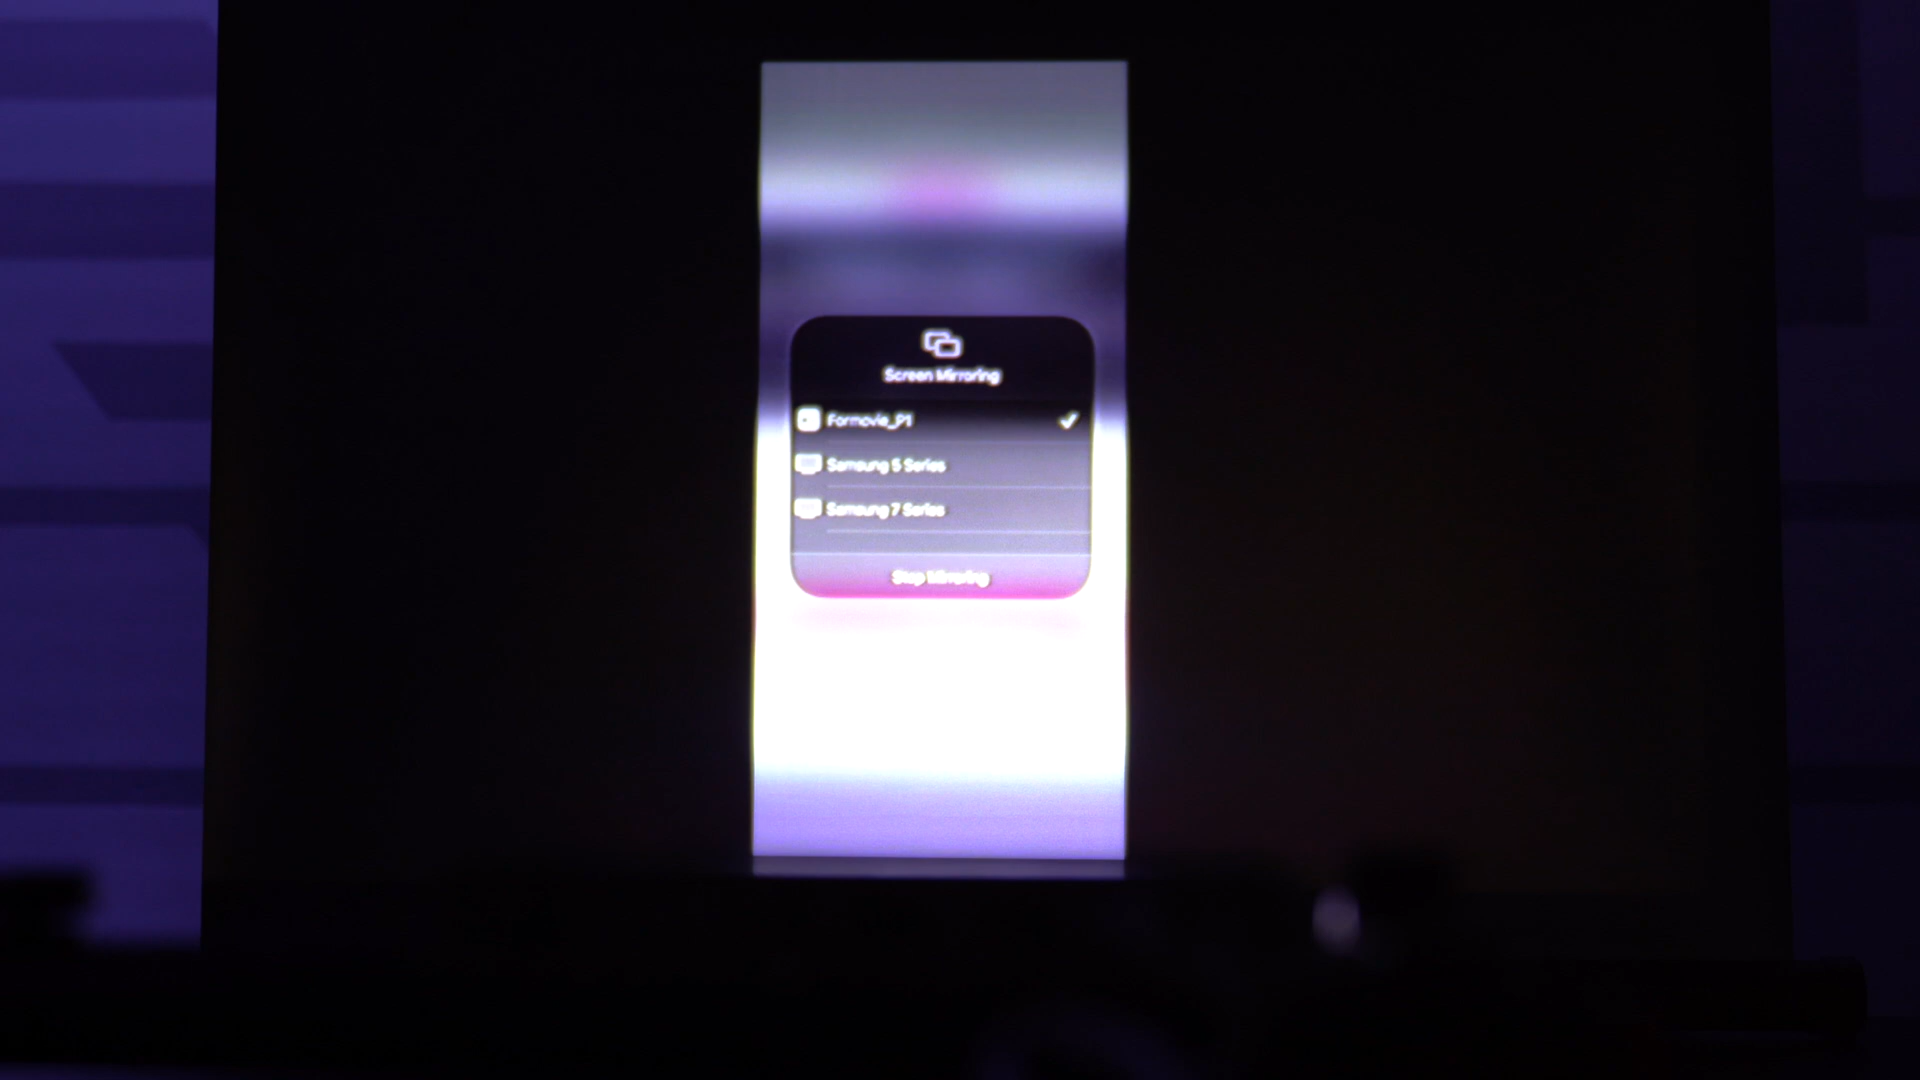 Screen Mirroring
Formovie_P1
Samsung 5 Series
Samsung 7 Series
Stop Mirroring